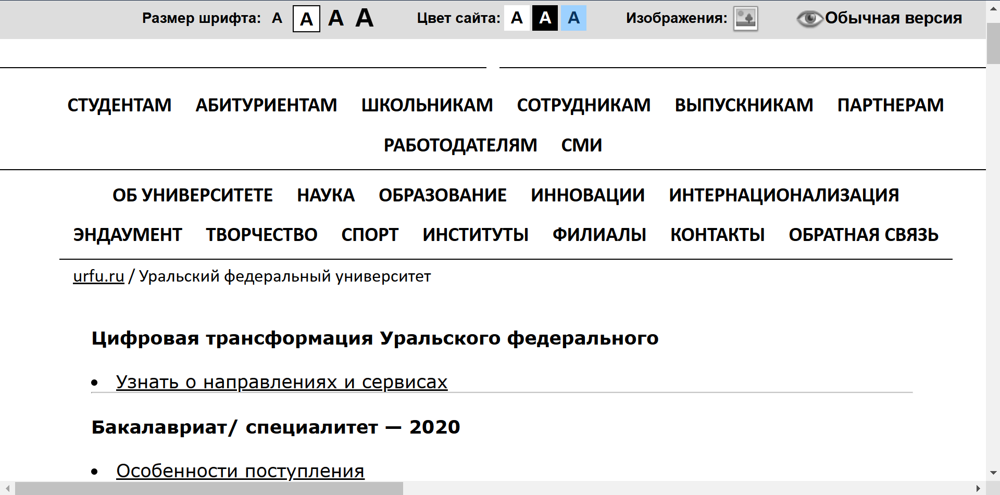 Размер шрифта: А А А А Цвет сайта: А А А Изображения: Обычная версия
СТУДЕНТАМ АБИТУРИЕНТАМ ШКОЛЬНИКАМ СОТРУДНИКАМ ВЫПУСКНИКАМ ПАРТНЕРАМ
РАБОТОДАТЕЛЯМ СМИ
ОБ УНИВЕРСИТЕТЕ НАУКА ОБРАЗОВАНИЕ ИННОВАЦИИ ИНТЕРНАЦИОНАЛИЗАЦИЯ
ЭНДАУМЕНТ ТВОРЧЕСТВО СПОРТ ИНСТИТУТЫ ФИЛИАЛЫ КОНТАКТЫ ОБРАТНАЯ СВЯЗЬ
urfu.ru / Уральский федеральный университет
Цифровая трансформация Уральского федерального
• Узнать о направлениях и сервисах
Бакалавриат/ специалитет — 2020
• Особенности поступления